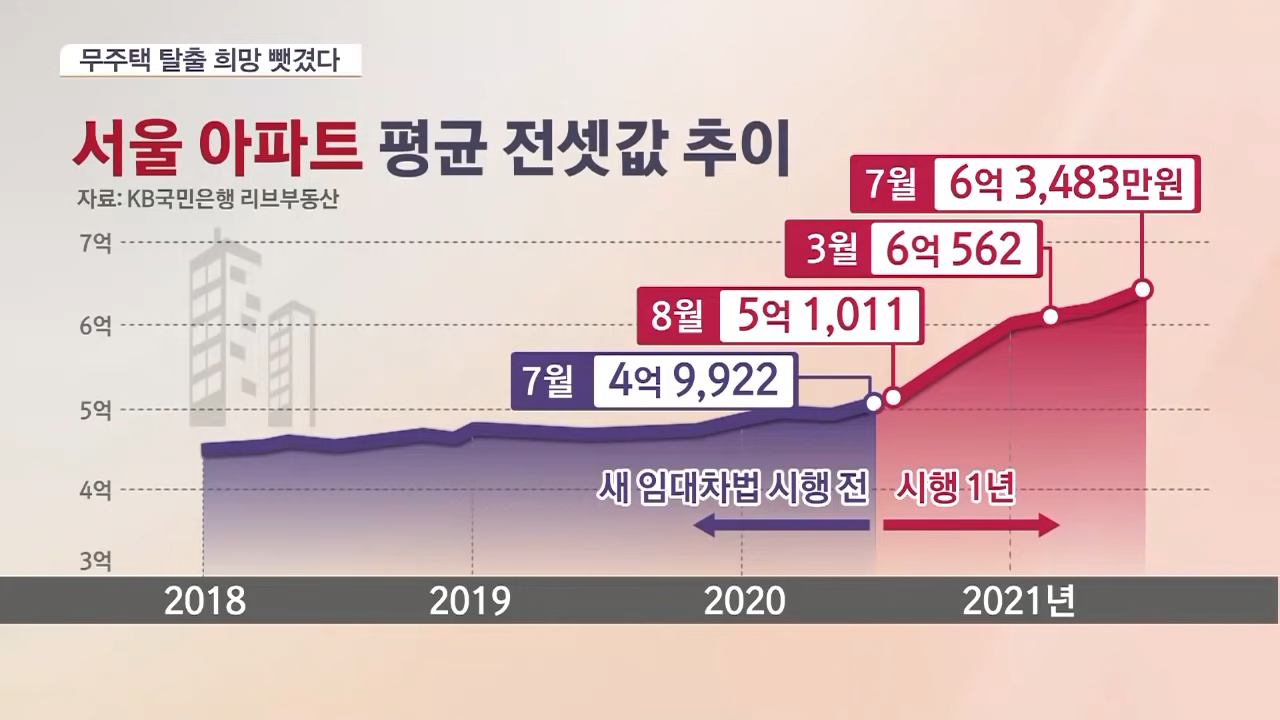 무주택 탈출 희망 뺏겼다
서울 아파트 평균 전셋값 추이
자료: KB국민은행 리브부동산
7월 6억 3,483만원
7억
3월 6억 562
8월 5억 1,011
6억
7월 4억 9,922
5억
새 임대차법 시행 전 시행 1년
4억
3억
2018 2019 2020 2021년